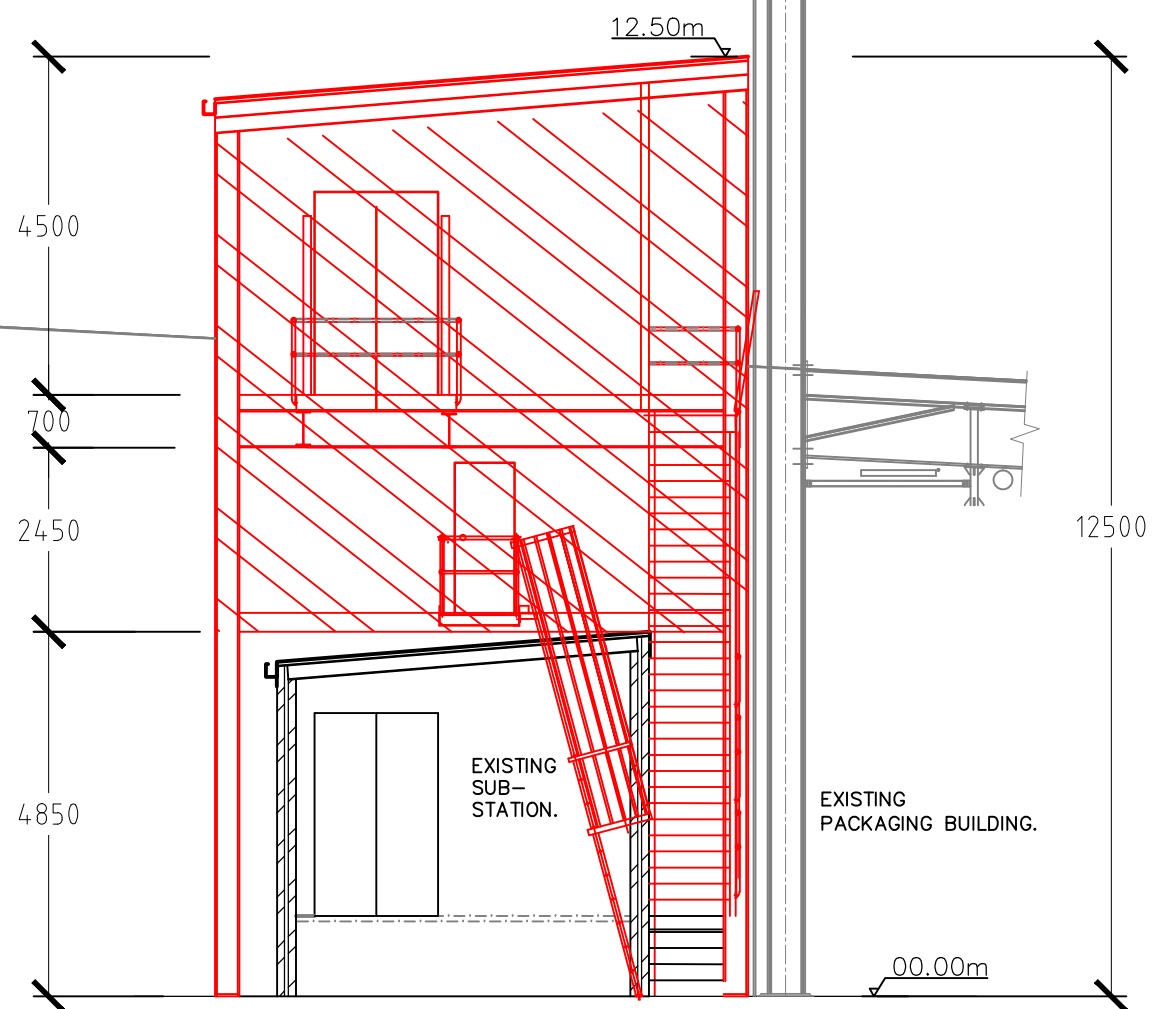 12.50m
4500
700
2450
12500
EXISTING
SUB-
STATION.
EXISTING
PACKAGING BUILDING.
4850
00.00m